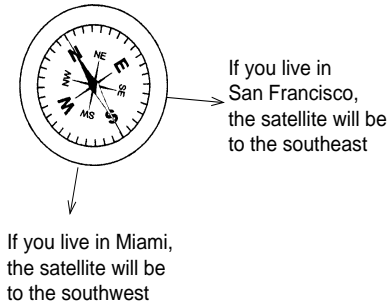 N
NE
E
SE
S
SW
W
NW
If you live in
San Francisco,
the satellite will be
to the southeast
If you live in Miami,
the satellite will be
to the southwest